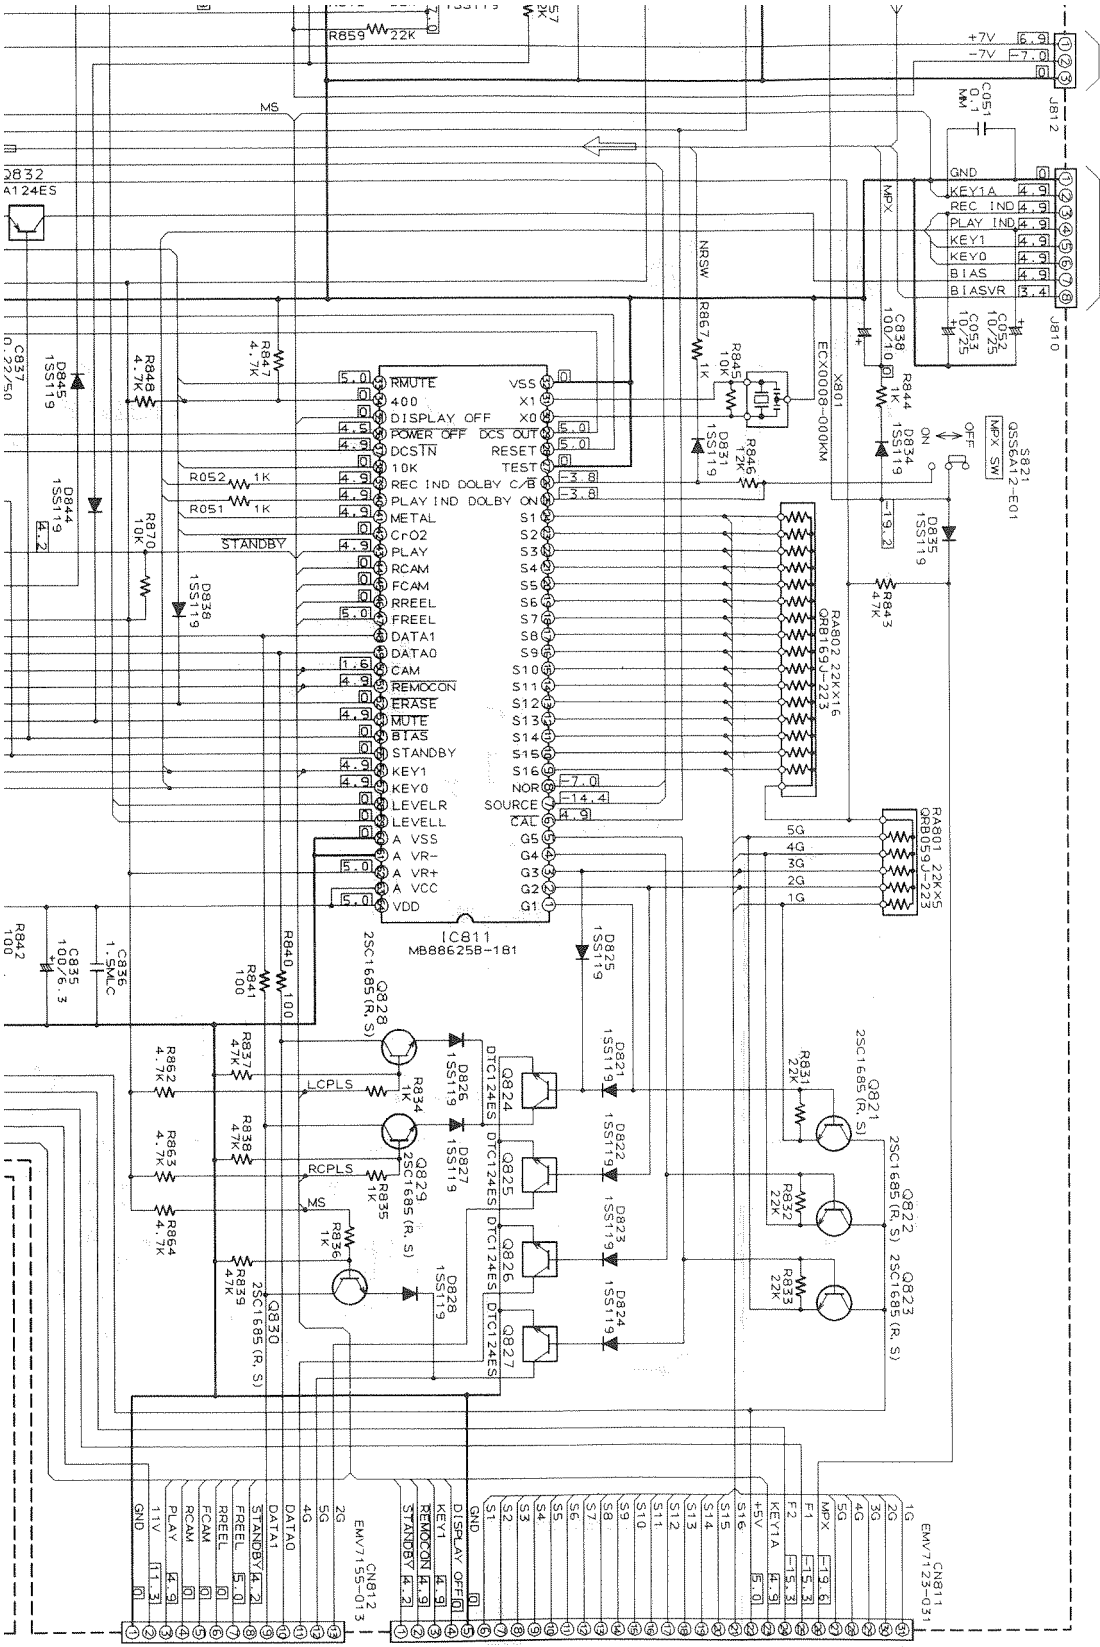 R859
22K
1SS119
+7V
6.9
-7V
-7.0
0
J812
C051
0.1
MM
MS
Q832
A124ES
GND
0
KEY1A
4.9
REC IND
4.9
PLAY IND
4.9
KEY1
4.9
KEY0
4.9
BIAS
4.9
BIASVR
3.4
J810
MPX
NRSW
C838
100/10
C053
10/25
C052
10/25
C837
0.22/50
D845
1SS119
R848
4.7K
R847
4.7K
R867
1K
R845
10K
X801
ECX0008-000KM
R844
1K
D834
1SS119
ON
OFF
MPX SW
S821
QSS6A12-E01
D835
1SS119
D831
1SS119
R846
12K
-19.2
R843
47K
D844
1SS119
4.2
R870
10K
D838
1SS119
R052
1K
R051
1K
STANDBY
5.0
RMUTE
400
DISPLAY OFF
4.5
POWER OFF
4.9
DCSIN
0
10K
4.9
REC IND
4.9
PLAY IND
4.9
METAL
0
CrO2
4.9
PLAY
0
RCAM
0
FCAM
0
RREEL
5.0
FREEL
DATA1
DATA0
1.6
CAM
4.9
REMOCON
0
ERASE
4.9
MUTE
0
BIAS
0
STANDBY
4.9
KEY1
4.9
KEY0
0
LEVELR
0
LEVELL
0
A VSS
A VR-
5.0
A VR+
A VCC
5.0
VDD
VSS
0
X1
X0
DCS OUT
5.0
RESET
5.0
TEST
0
DOLBY C/B
-3.8
DOLBY ON
-3.8
S1
S2
S3
S4
S5
S6
S7
S8
S9
S10
S11
S12
S13
S14
S15
S16
NOR
-7.0
SOURCE
-14.4
CAL
4.9
G5
G4
G3
G2
G1
IC811
MB88625B-181
RA802 22KX16
QRB169J-223
RA801 22KX5
QRB059J-223
5G
4G
3G
2G
1G
R842
100
C835
100/6.3
C836
1.5MLC
R841
100
R840
100
Q828
2SC1685(R,S)
D825
1SS119
R862
4.7K
R837
47K
LCPLS
R834
1K
D826
1SS119
Q824
DTC124ES
D821
1SS119
R831
22K
Q821
2SC1685(R,S)
R863
4.7K
R838
47K
RCPLS
R835
1K
Q829
2SC1685(R,S)
D827
1SS119
Q825
DTC124ES
D822
1SS119
R832
22K
Q822
2SC1685(R,S)
R864
4.7K
MS
R836
1K
R839
47K
Q830
2SC1685(R,S)
D828
1SS119
Q826
DTC124ES
D823
1SS119
R833
22K
Q823
2SC1685(R,S)
Q827
DTC124ES
D824
1SS119
GND
0
11V
11.3
PLAY
4.9
RCAM
0
FCAM
0
RREEL
0
FREEL
5.0
STANDBY
4.2
DATA1
DATA0
4G
5G
2G
EMV7155-013
CN812
STANDBY
4.2
REMOCON
4.9
KEY1
4.9
DISPLAY OFF
0
GND
0
S1
S2
S3
S4
S5
S6
S7
S8
S9
S10
S11
S12
S13
S14
S15
S16
+5V
5.0
KEY1A
4.9
F2
-15.3
F1
-15.3
MPX
-19.6
5G
4G
3G
2G
1G
EMV7123-031
CN811